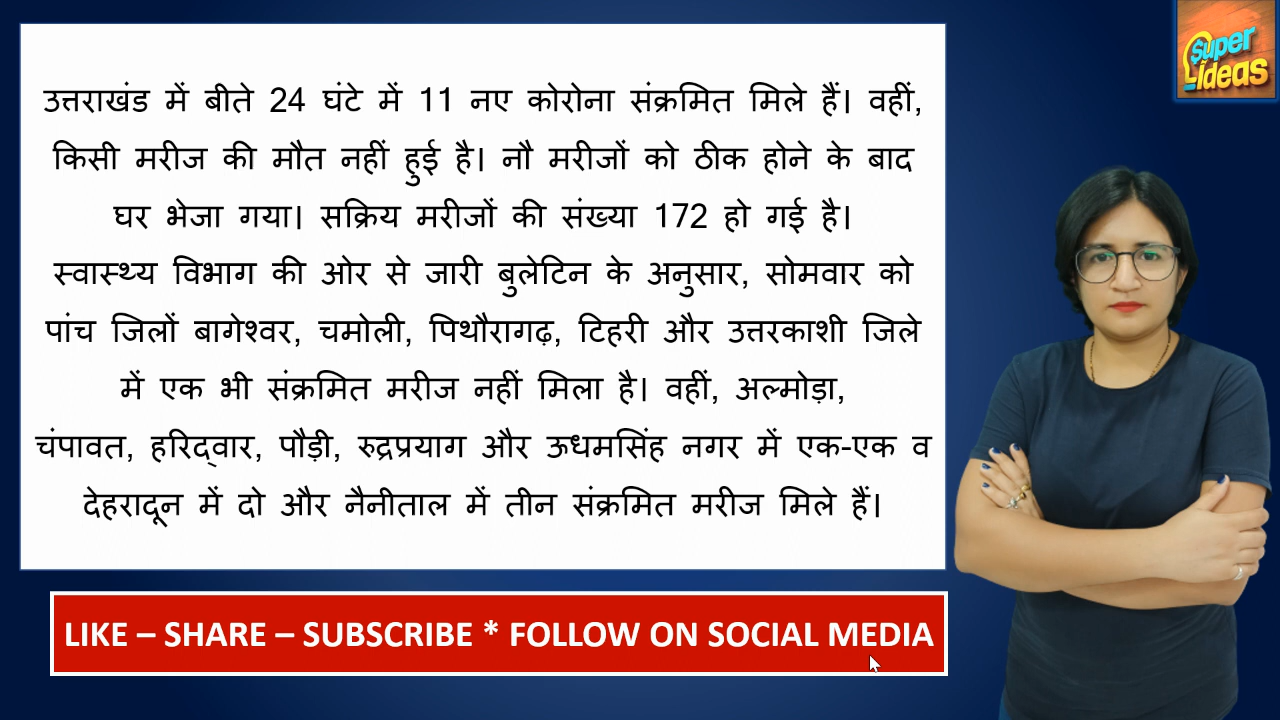 उत्तराखंड में बीते 24 घंटे में 11 नए कोरोना संक्रमित मिले हैं। वहीं,
किसी मरीज की मौत नहीं हुई है। नौ मरीजों को ठीक होने के बाद
घर भेजा गया। सक्रिय मरीजों की संख्या 172 हो गई है।
स्वास्थ्य विभाग की ओर से जारी बुलेटिन के अनुसार, सोमवार को
पांच जिलों बागेश्वर, चमोली, पिथौरागढ़, टिहरी और उत्तरकाशी जिले
में एक भी संक्रमित मरीज नहीं मिला है। वहीं, अल्मोड़ा,
चंपावत, हरिद्वार, पौड़ी, रुद्रप्रयाग और ऊधमसिंह नगर में एक-एक व
देहरादून में दो और नैनीताल में तीन संक्रमित मरीज मिले हैं।
LIKE – SHARE – SUBSCRIBE * FOLLOW ON SOCIAL MEDIA
Super
Ideas